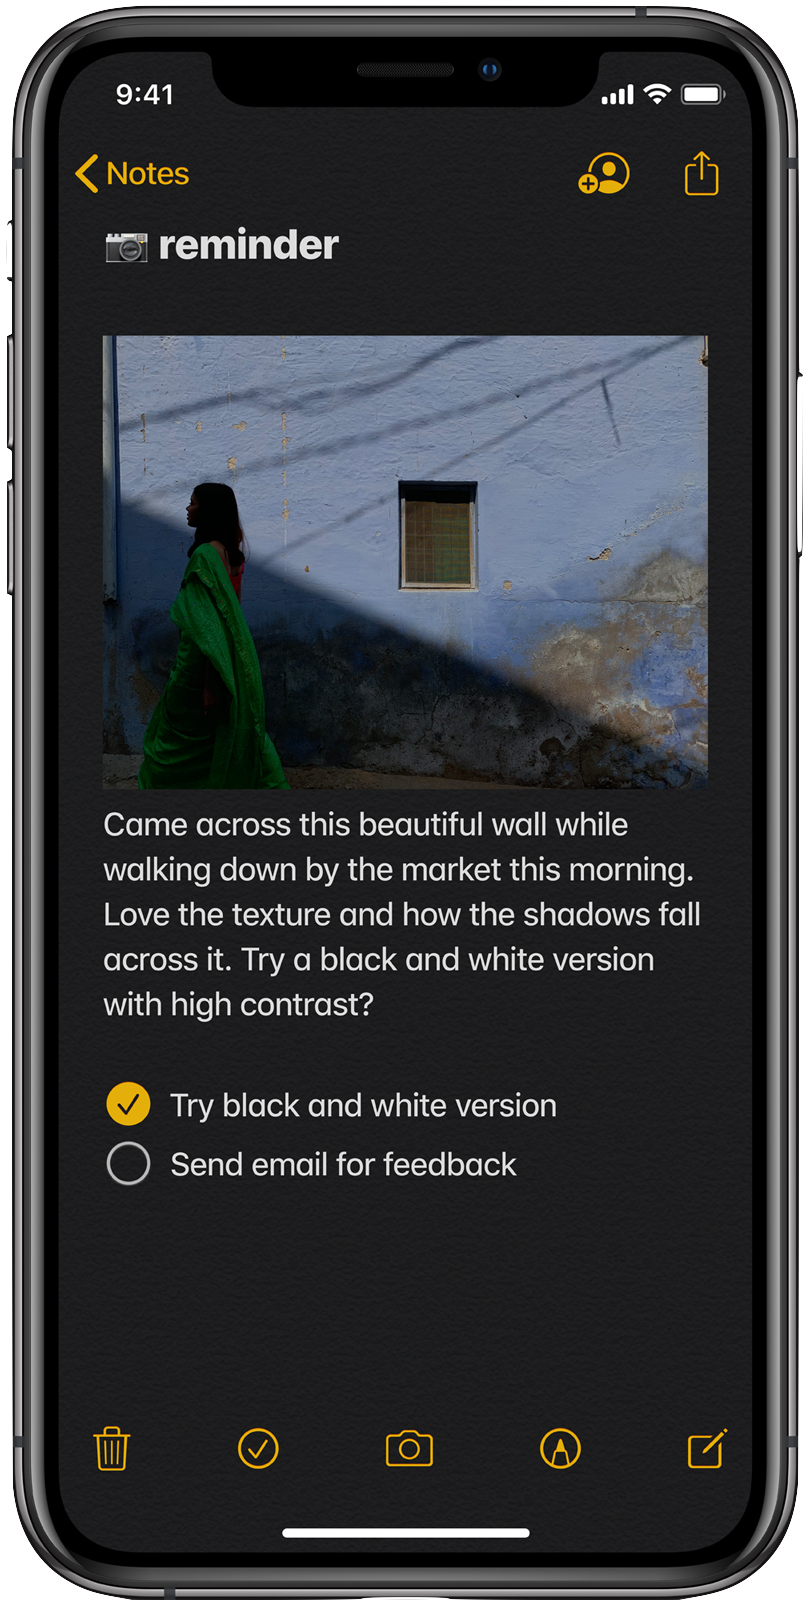 9:41
Notes
reminder
Came across this beautiful wall while
walking down by the market this morning.
Love the texture and how the shadows fall
across it. Try a black and white version
with high contrast?
Try black and white version
Send email for feedback